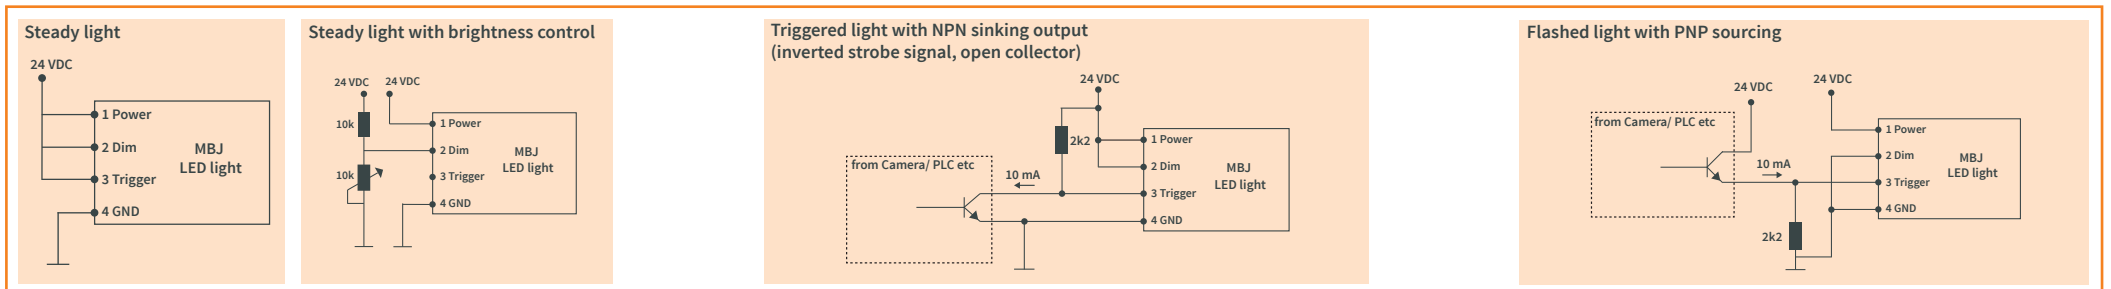 Steady light
24 VDC
1 Power
2 Dim
MBJ
LED light
3 Trigger
4 GND
Steady light with brightness control
24 VDC
24 VDC
10k
1 Power
2 Dim
MBJ
LED light
10k
3 Trigger
4 GND
Triggered light with NPN sinking output
(inverted strobe signal, open collector)
24 VDC
2k2
1 Power
from Camera/ PLC etc
2 Dim
MBJ
LED light
10 mA
3 Trigger
4 GND
Flashed light with PNP sourcing
24 VDC
24 VDC
from Camera/ PLC etc
1 Power
2 Dim
MBJ
LED light
10 mA
3 Trigger
4 GND
2k2